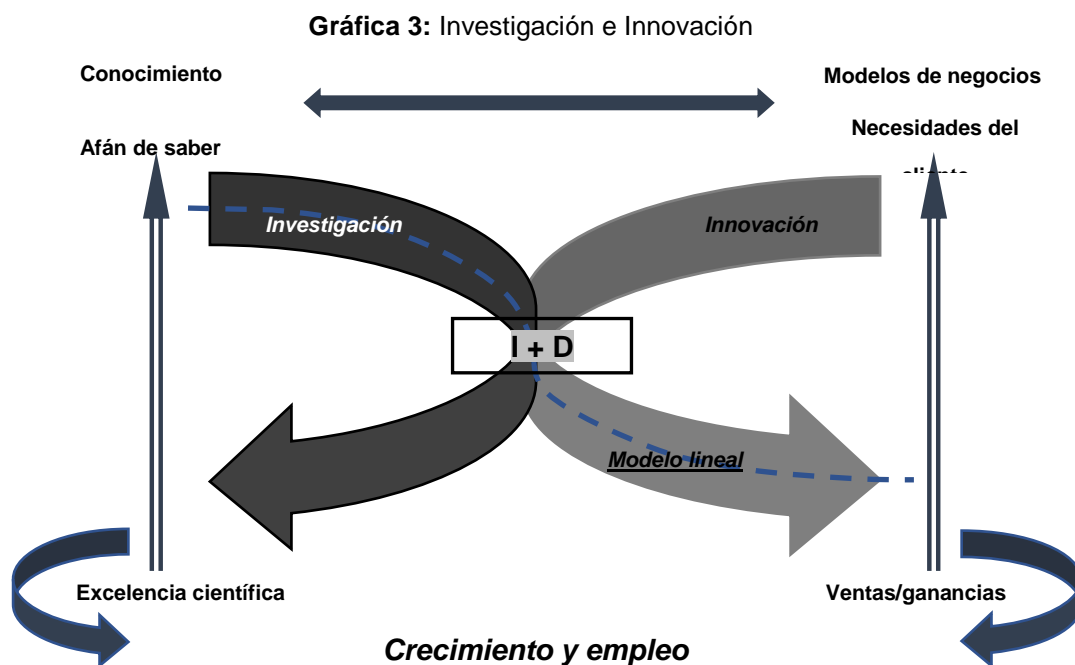 Gráfica 3: Investigación e Innovación
Conocimiento
Modelos de negocios
Afán de saber
Necesidades del
Investigación
Innovación
I + D
Modelo lineal
Excelencia científica
Ventas/ganancias
Crecimiento y empleo